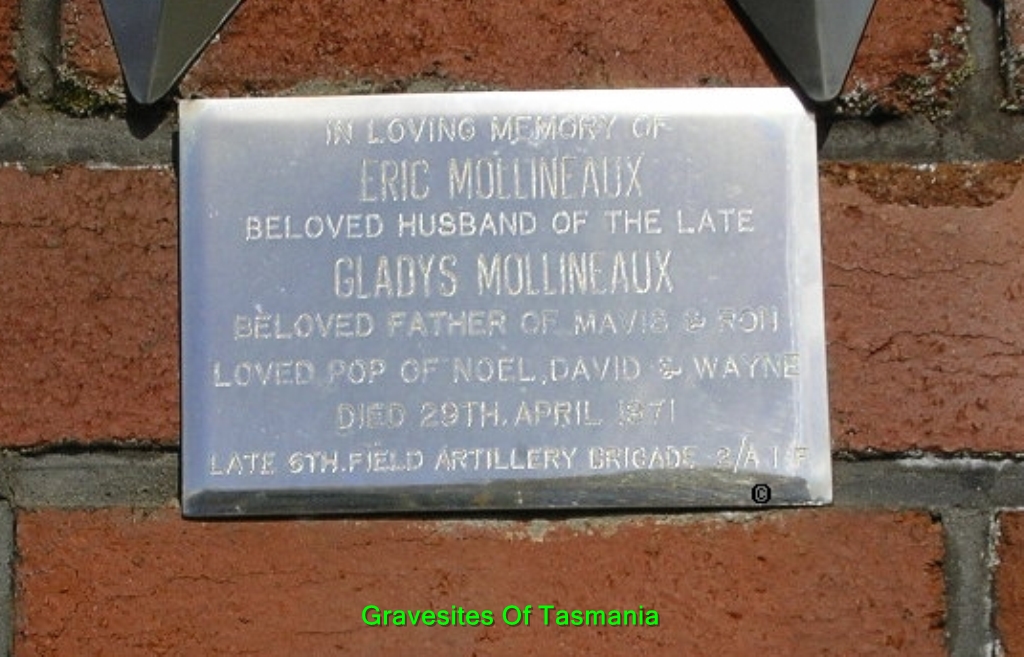 IN LOVING MEMORY OF
ERIC MOLLINEAUX
BELOVED HUSBAND OF THE LATE
GLADYS MOLLINEAUX
BELOVED FATHER OF MAVIS & RON
LOVED POP OF NOEL, DAVID & WAYNE
DIED 29TH. APRIL 1971
LATE 6TH. FIELD ARTILLERY BRIGADE 2/A I F
©
Gravesites Of Tasmania